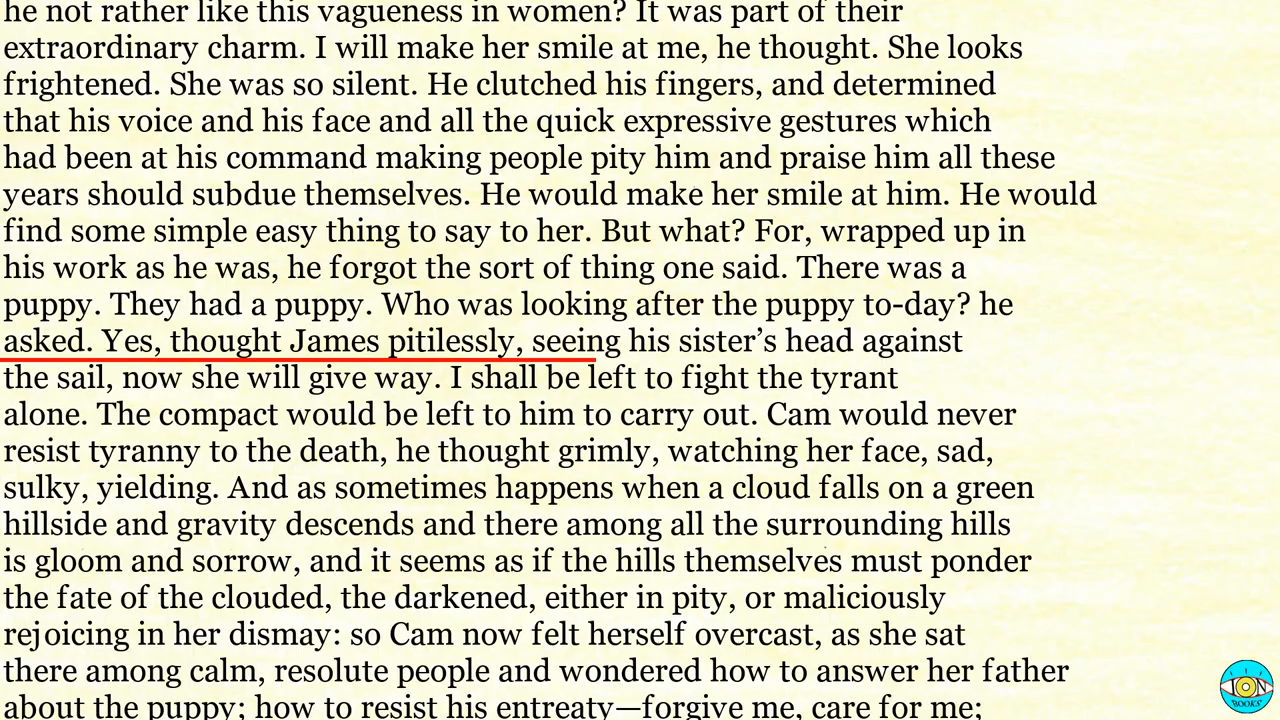 he not rather like this vagueness in women? It was part of their
extraordinary charm. I will make her smile at me, he thought. She looks
frightened. She was so silent. He clutched his fingers, and determined
that his voice and his face and all the quick expressive gestures which
had been at his command making people pity him and praise him all these
years should subdue themselves. He would make her smile at him. He would
find some simple easy thing to say to her. But what? For, wrapped up in
his work as he was, he forgot the sort of thing one said. There was a
puppy. They had a puppy. Who was looking after the puppy to-day? he
asked. Yes, thought James pitilessly, seeing his sister’s head against
the sail, now she will give way. I shall be left to fight the tyrant
alone. The compact would be left to him to carry out. Cam would never
resist tyranny to the death, he thought grimly, watching her face, sad,
sulky, yielding. And as sometimes happens when a cloud falls on a green
hillside and gravity descends and there among all the surrounding hills
is gloom and sorrow, and it seems as if the hills themselves must ponder
the fate of the clouded, the darkened, either in pity, or maliciously
rejoicing in her dismay: so Cam now felt herself overcast, as she sat
there among calm, resolute people and wondered how to answer her father
about the puppy; how to resist his entreaty—forgive me, care for me;
ION
BOOKS